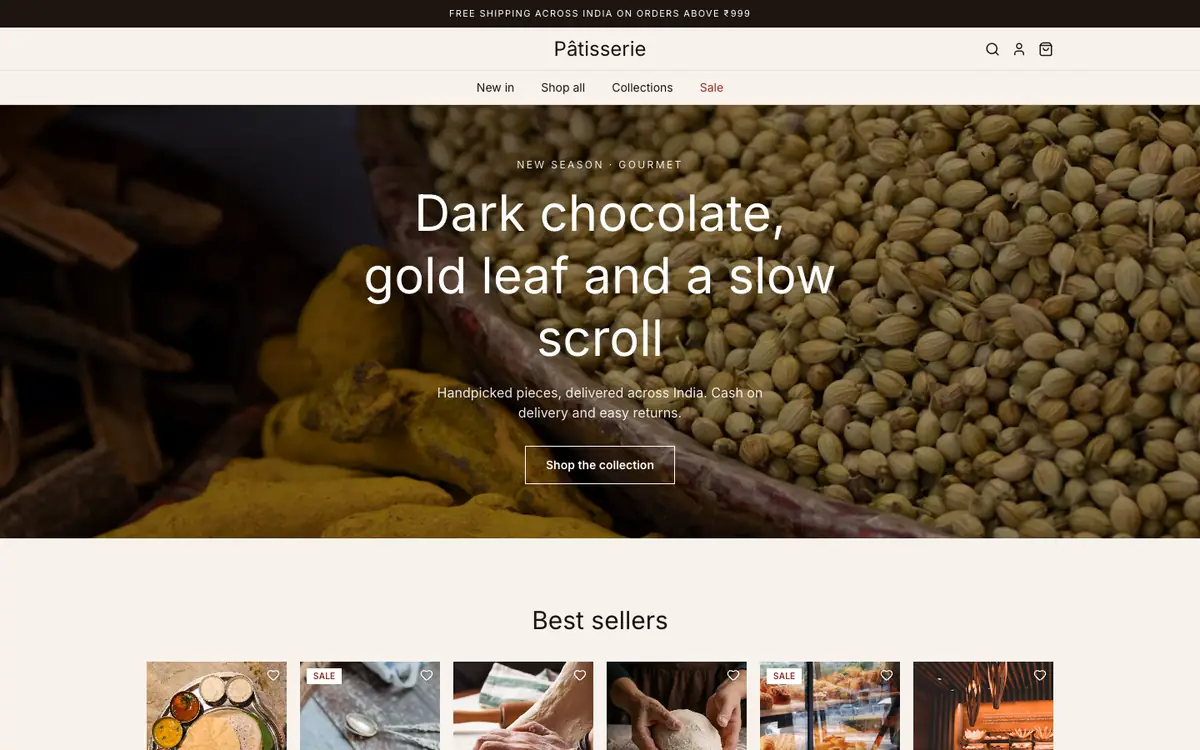 FREE SHIPPING ACROSS INDIA ON ORDERS ABOVE ₹999
Pâtisserie
New in Shop all Collections Sale
NEW SEASON · GOURMET
Dark chocolate,
gold leaf and a slow
scroll
Handpicked pieces, delivered across India. Cash on
delivery and easy returns.
Shop the collection
Best sellers
SALE SALE